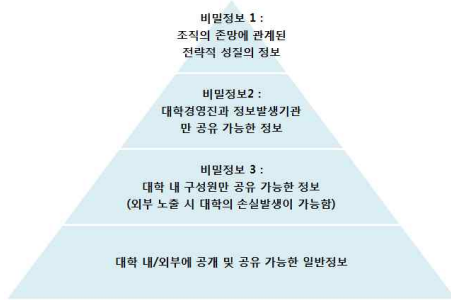 비밀정보 1 :
조직의 존망에 관계된
전략적 성질의 정보
비밀정보2 :
대학경영진과 정보발생기관
만 공유 가능한 정보
비밀정보 3 :
대학 내 구성원만 공유 가능한 정보
(외부 노출 시 대학의 손실발생이 가능함)
대학 내/외부에 공개 및 공유 가능한 일반정보